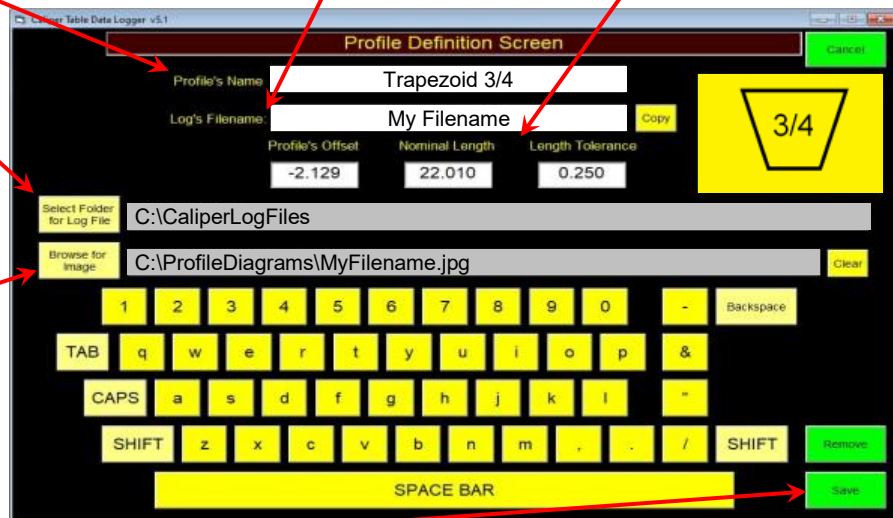 Caliper Table Data Logger v5.1
Profile Definition Screen
Cancel
Profile's Name
Trapezoid 3/4
Log's Filename:
My Filename
Copy
3/4
Profile's Offset
Nominal Length
Length Tolerance
-2.129
22.010
0.250
Select Folder
for Log File
C:\CaliperLogFiles
Browse for
Image
C:\ProfileDiagrams\MyFilename.jpg
Clear
1 2 3 4 5 6 7 8 9 0 - Backspace
TAB q w e r t y u i o p &
CAPS a s d f g h j k l "
SHIFT z x c v b n m , . / SHIFT
Remove
SPACE BAR
Save